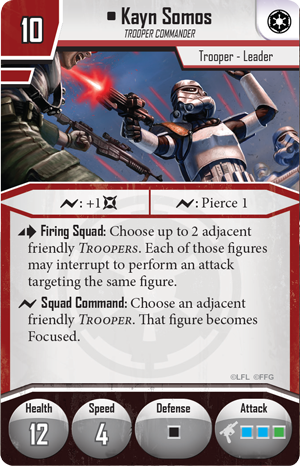 10
Kayn Somos
TROOPER COMMANDER
Trooper - Leader
: +1
: Pierce 1
Firing Squad: Choose up to 2 adjacent
friendly TROOPERS. Each of those figures
may interrupt to perform an attack
targeting the same figure.
Squad Command: Choose an adjacent
friendly TROOPER. That figure becomes
Focused.
©LFL ©FFG
Health
Speed
Defense
Attack
12
4